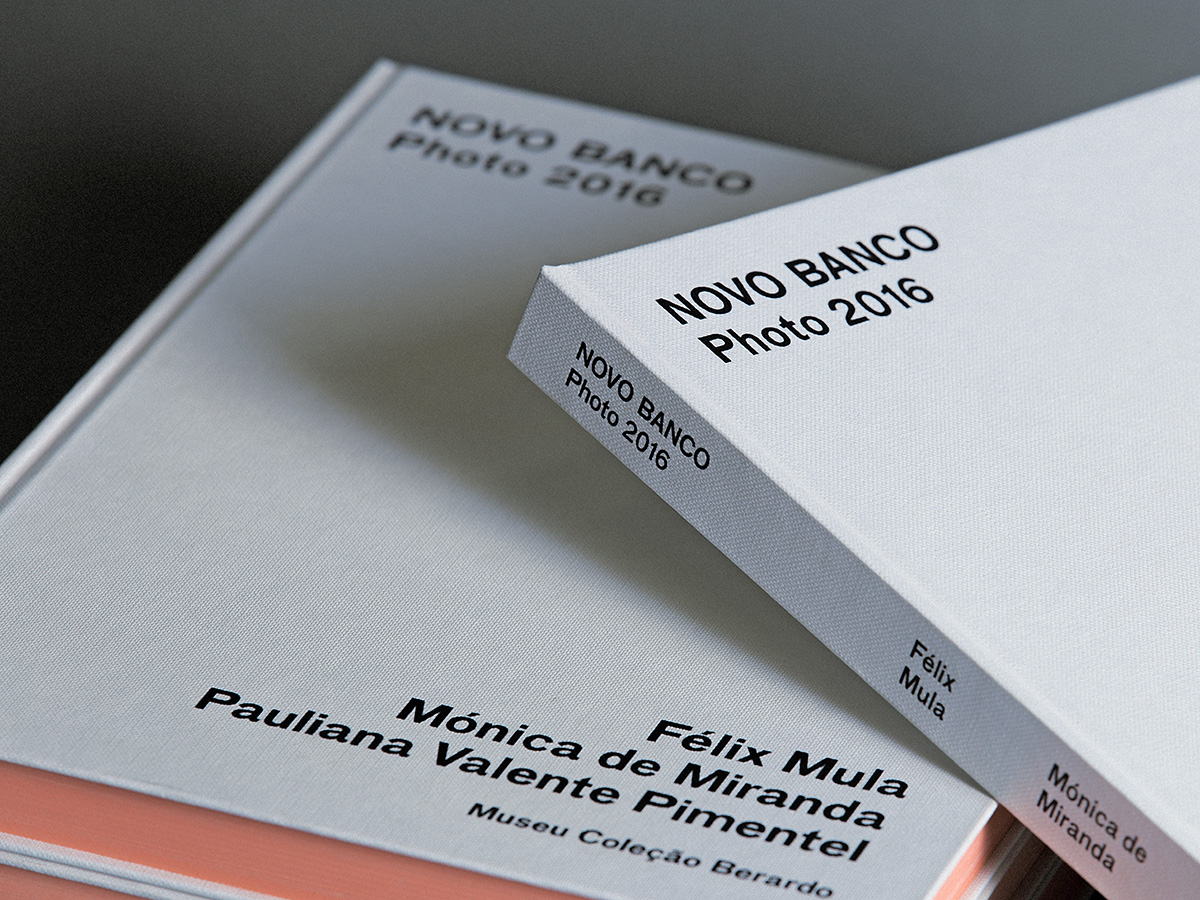 NOVO BANCO
Photo 2016
Félix Mula
Mónica de Miranda
Pauliana Valente Pimentel
Museu Coleção Berardo
NOVO BANCO
Photo 2016
NOVO BANCO
Photo 2016
Félix
Mula
Mónica de
Miranda